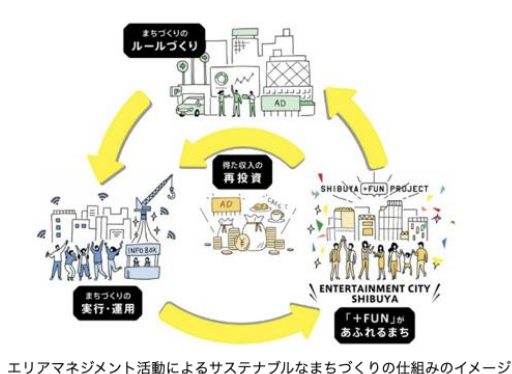 まちづくりの
ルールづくり
AD
得た収入の
再投資
AD
SHIBUYA +FUN PROJECT
INFO BOX
ENTERTAINMENT CITY
SHIBUYA
まちづくりの
実行・運用
「+FUN」が
あふれるまち
エリアマネジメント活動によるサステナブルなまちづくりの仕組みのイメージ